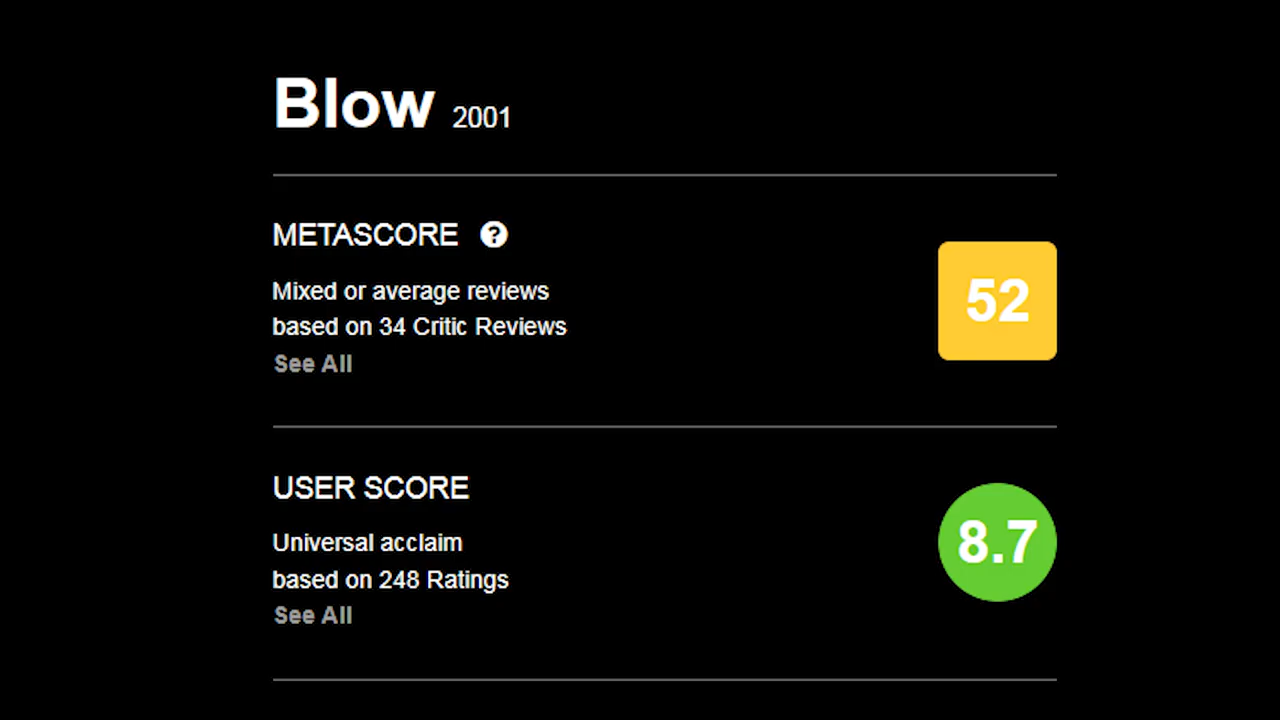 Blow 2001
METASCORE ?
Mixed or average reviews
based on 34 Critic Reviews
See All
52
USER SCORE
Universal acclaim
based on 248 Ratings
See All
8.7